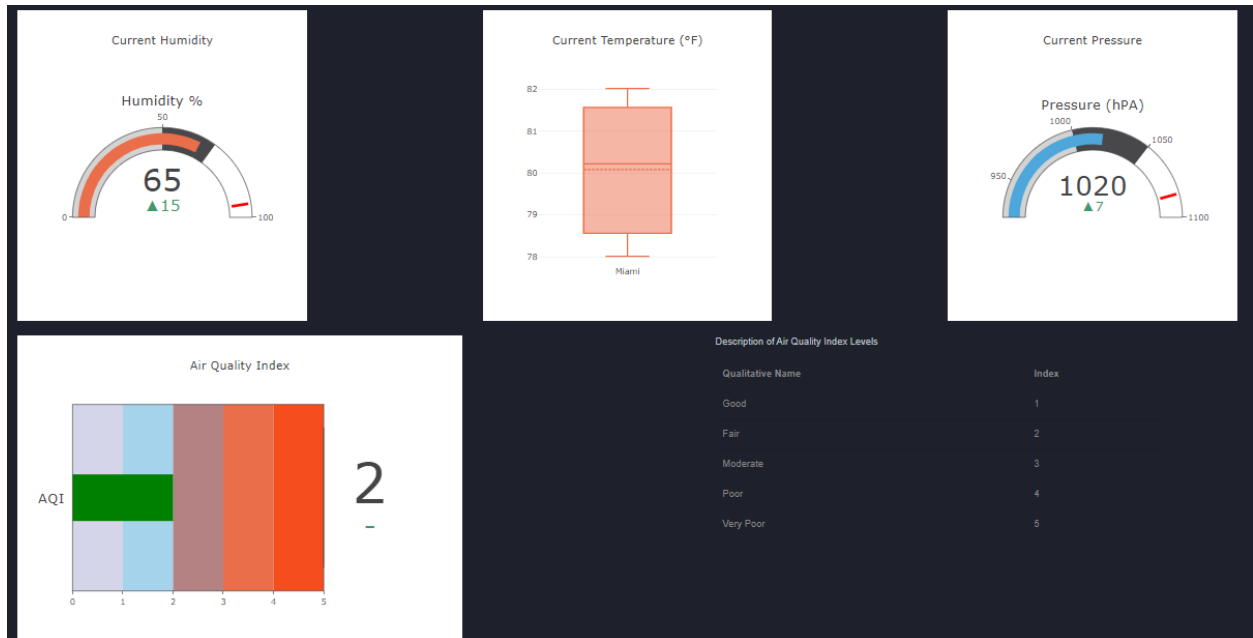 Current Humidity
Humidity %
50
0
100
65
▲15
Current Temperature (°F)
82
81
80
79
78
Miami
Current Pressure
Pressure (hPA)
1000
1050
950
1100
1020
▲7
Air Quality Index
AQI
2
-
0 1 2 3 4 5
Description of Air Quality Index Levels
Qualitative Name Index
Good 1
Fair 2
Moderate 3
Poor 4
Very Poor 5